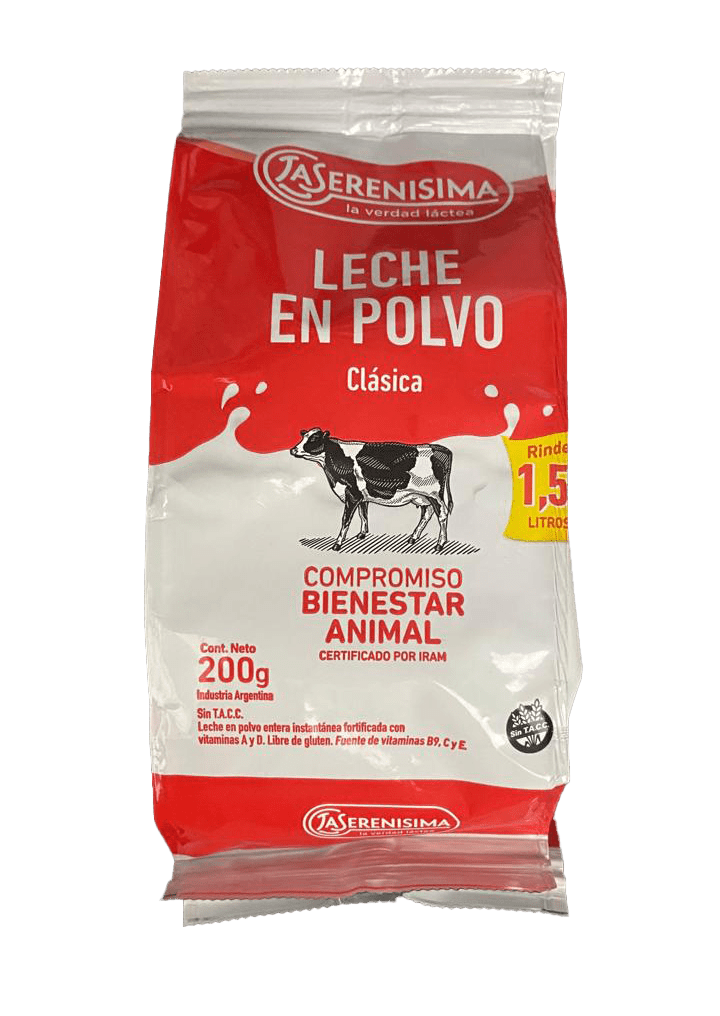 LASERENISIMA
la verdad láctea
LECHE
EN POLVO
Clásica
Rinde
1,5
LITROS
COMPROMISO
BIENESTAR
ANIMAL
CERTIFICADO POR IRAM
Cont. Neto
200g
Industria Argentina
Sin T.A.C.C.
Leche en polvo entera instantánea fortificada con
vitaminas A y D. Libre de gluten. Fuente de vitaminas B9, C y E.
Sin T.A.C.C.
LASERENISIMA
la verdad láctea